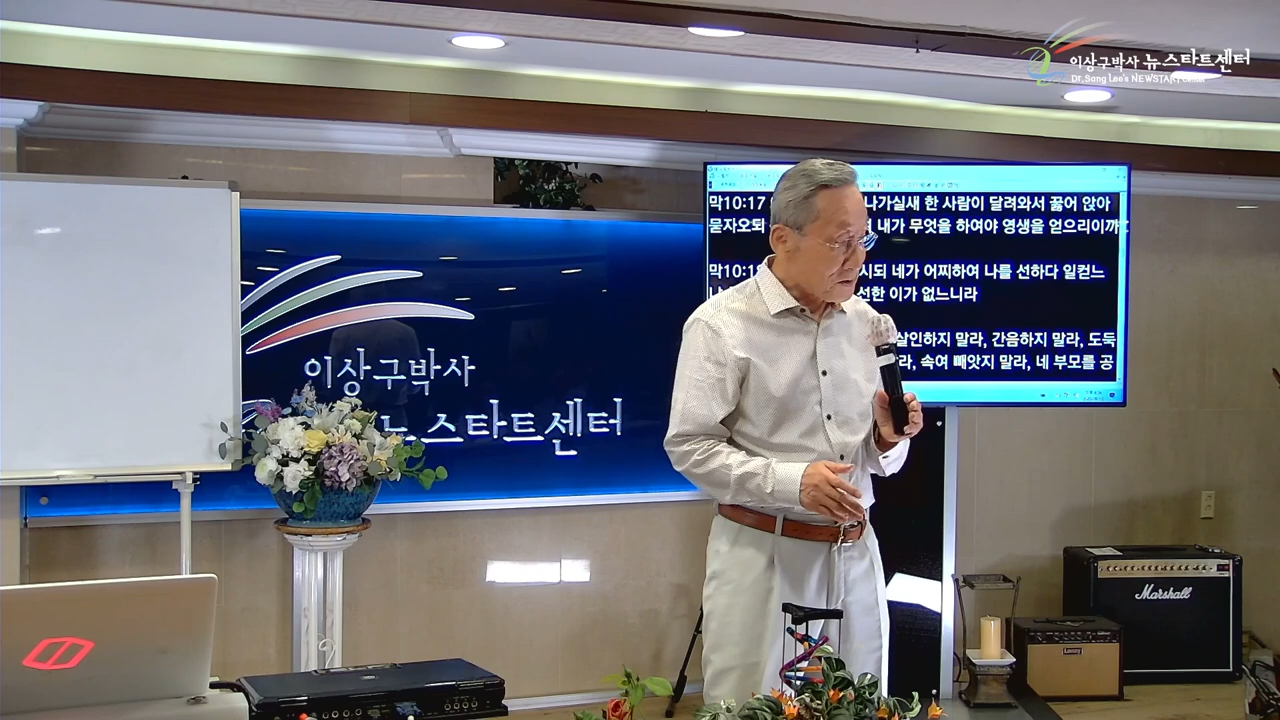 이상구박사 뉴스타트센터
Dr.Sang Lee's NEWSTART Center
막10:17 나가실새 한 사람이 달려와서 꿇어 앉아
묻자오되 내가 무엇을 하여야 영생을 얻으리이까
시되 네가 어찌하여 나를 선하다 일컫느
선한 이가 없느니라
살인하지 말라, 간음하지 말라, 도둑
라, 속여 빼앗지 말라, 네 부모를 공
이상구박사
뉴스타트센터
Marshall
Laney